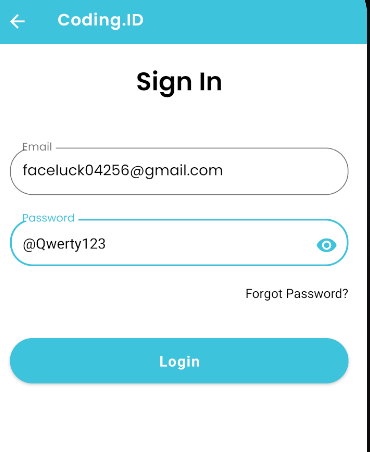 Coding.ID
Sign In
Email
faceluck04256@gmail.com
Password
@Qwerty123
Forgot Password?
Login